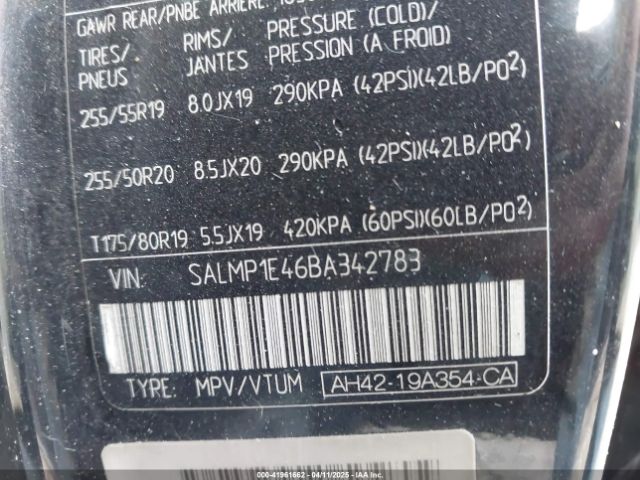 GAWR REAR/PNBE ARRIERE:
TIRES/ RIMS/ PRESSURE (COLD)/
PNEUS JANTES PRESSION (A FROID)
255/55R19 8.0JX19 290KPA (42PSI)(42LB/PO²)
255/50R20 8.5JX20 290KPA (42PSI)(42LB/PO²)
T175/80R19 5.5JX19 420KPA (60PSI)(60LB/PO²)
VIN: SALMP1E46BA342783
TYPE: MPV/VTUM AH42-19A354-CA
000-41961662 - 04/11/2025 - IAAI.COM